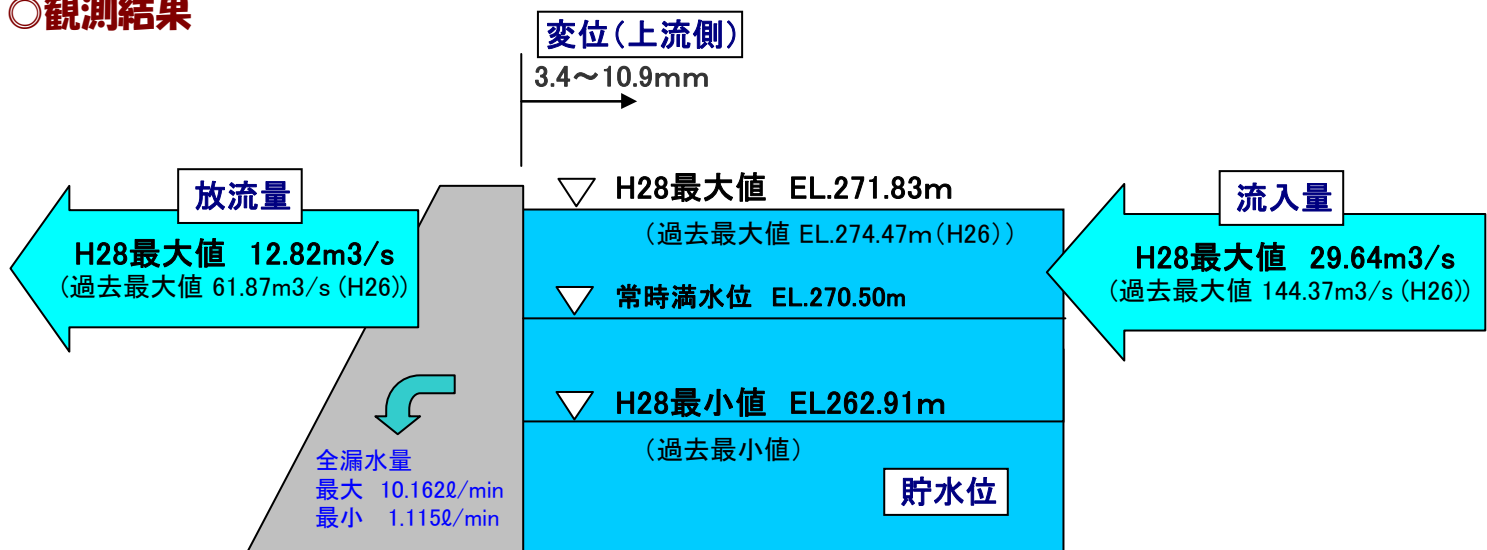 ○観測結果
変位(上流側)
3.4～10.9mm
放流量
H28最大値 12.82m3/s
(過去最大値 61.87m3/s (H26))
H28最大値 EL.271.83m
(過去最大値 EL.274.47m(H26))
常時満水位 EL.270.50m
H28最小値 EL262.91m
(過去最小値)
貯水位
流入量
H28最大値 29.64m3/s
(過去最大値 144.37m3/s (H26))
全漏水量
最大 10.162ℓ/min
最小 1.115ℓ/min